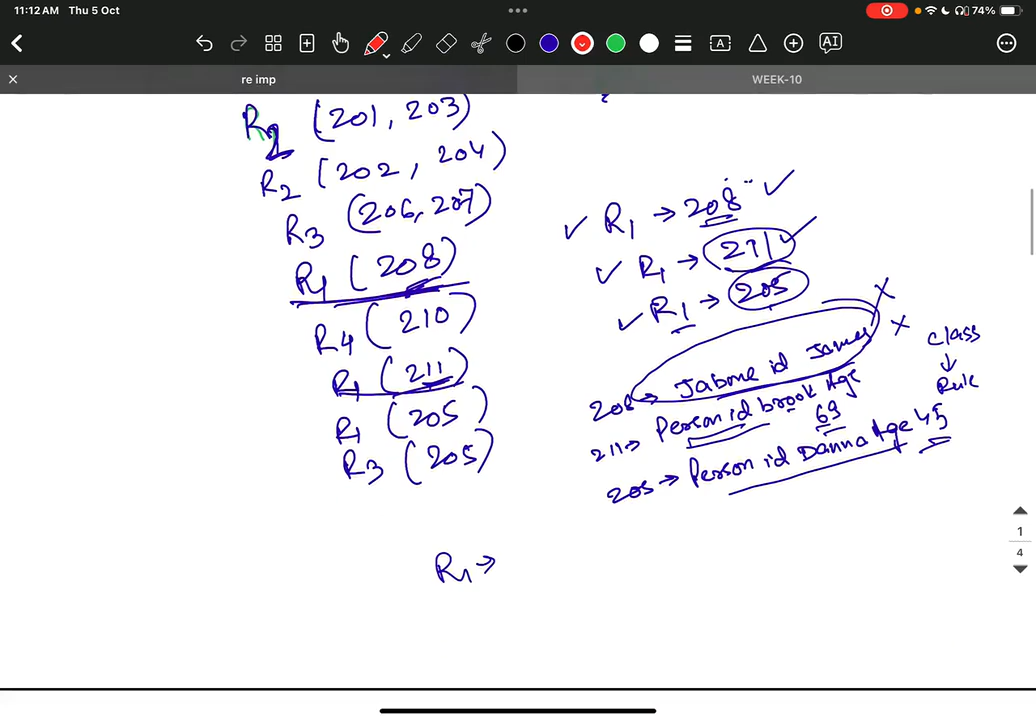 11:12 AM Thu 5 Oct
74%
A
AI
re imp
WEEK-10
R2 (201, 203)
R2 (202, 204)
R3 (206, 207)
R1 (208)
R4 (210)
R1 (211)
R1 (205)
R3 (205)
R1 → 208
R1 → 211
R1 → 205
208 → Jabone id James
211 → Person id brook Age 69
205 → Person id Danna Age 45
class
↓
Rule
R1 →
1
4